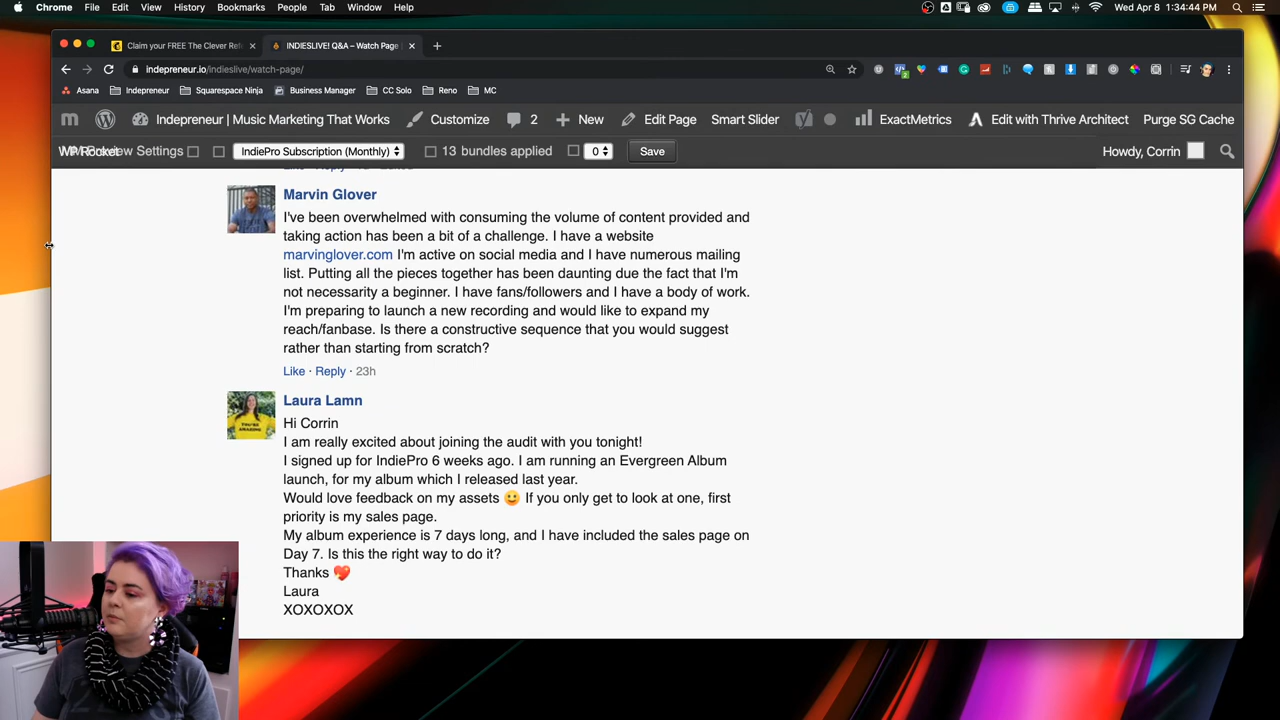 Chrome File Edit View History Bookmarks People Tab Window Help Wed Apr 8 1:34:44 PM
Claim your FREE The Clever Ret × INDIESLIVE! Q&A – Watch Page × +
indepreneur.io/indieslive/watch-page/
Asana Indepreneur Squarespace Ninja Business Manager CC Solo Reno MC
Indepreneur | Music Marketing That Works Customize 2 New Edit Page Smart Slider ExactMetrics Edit with Thrive Architect Purge SG Cache
WP Rocket Settings IndiePro Subscription (Monthly) 13 bundles applied 0 Save Howdy, Corrin
Marvin Glover
I've been overwhelmed with consuming the volume of content provided and
taking action has been a bit of a challenge. I have a website
marvinglover.com I'm active on social media and I have numerous mailing
list. Putting all the pieces together has been daunting due the fact that I'm
not necessarity a beginner. I have fans/followers and I have a body of work.
I'm preparing to launch a new recording and would like to expand my
reach/fanbase. Is there a constructive sequence that you would suggest
rather than starting from scratch?
Like · Reply · 23h
Laura Lamn
Hi Corrin
I am really excited about joining the audit with you tonight!
I signed up for IndiePro 6 weeks ago. I am running an Evergreen Album
launch, for my album which I released last year.
Would love feedback on my assets 😉 If you only get to look at one, first
priority is my sales page.
My album experience is 7 days long, and I have included the sales page on
Day 7. Is this the right way to do it?
Thanks 💖
Laura
XOXOXOX